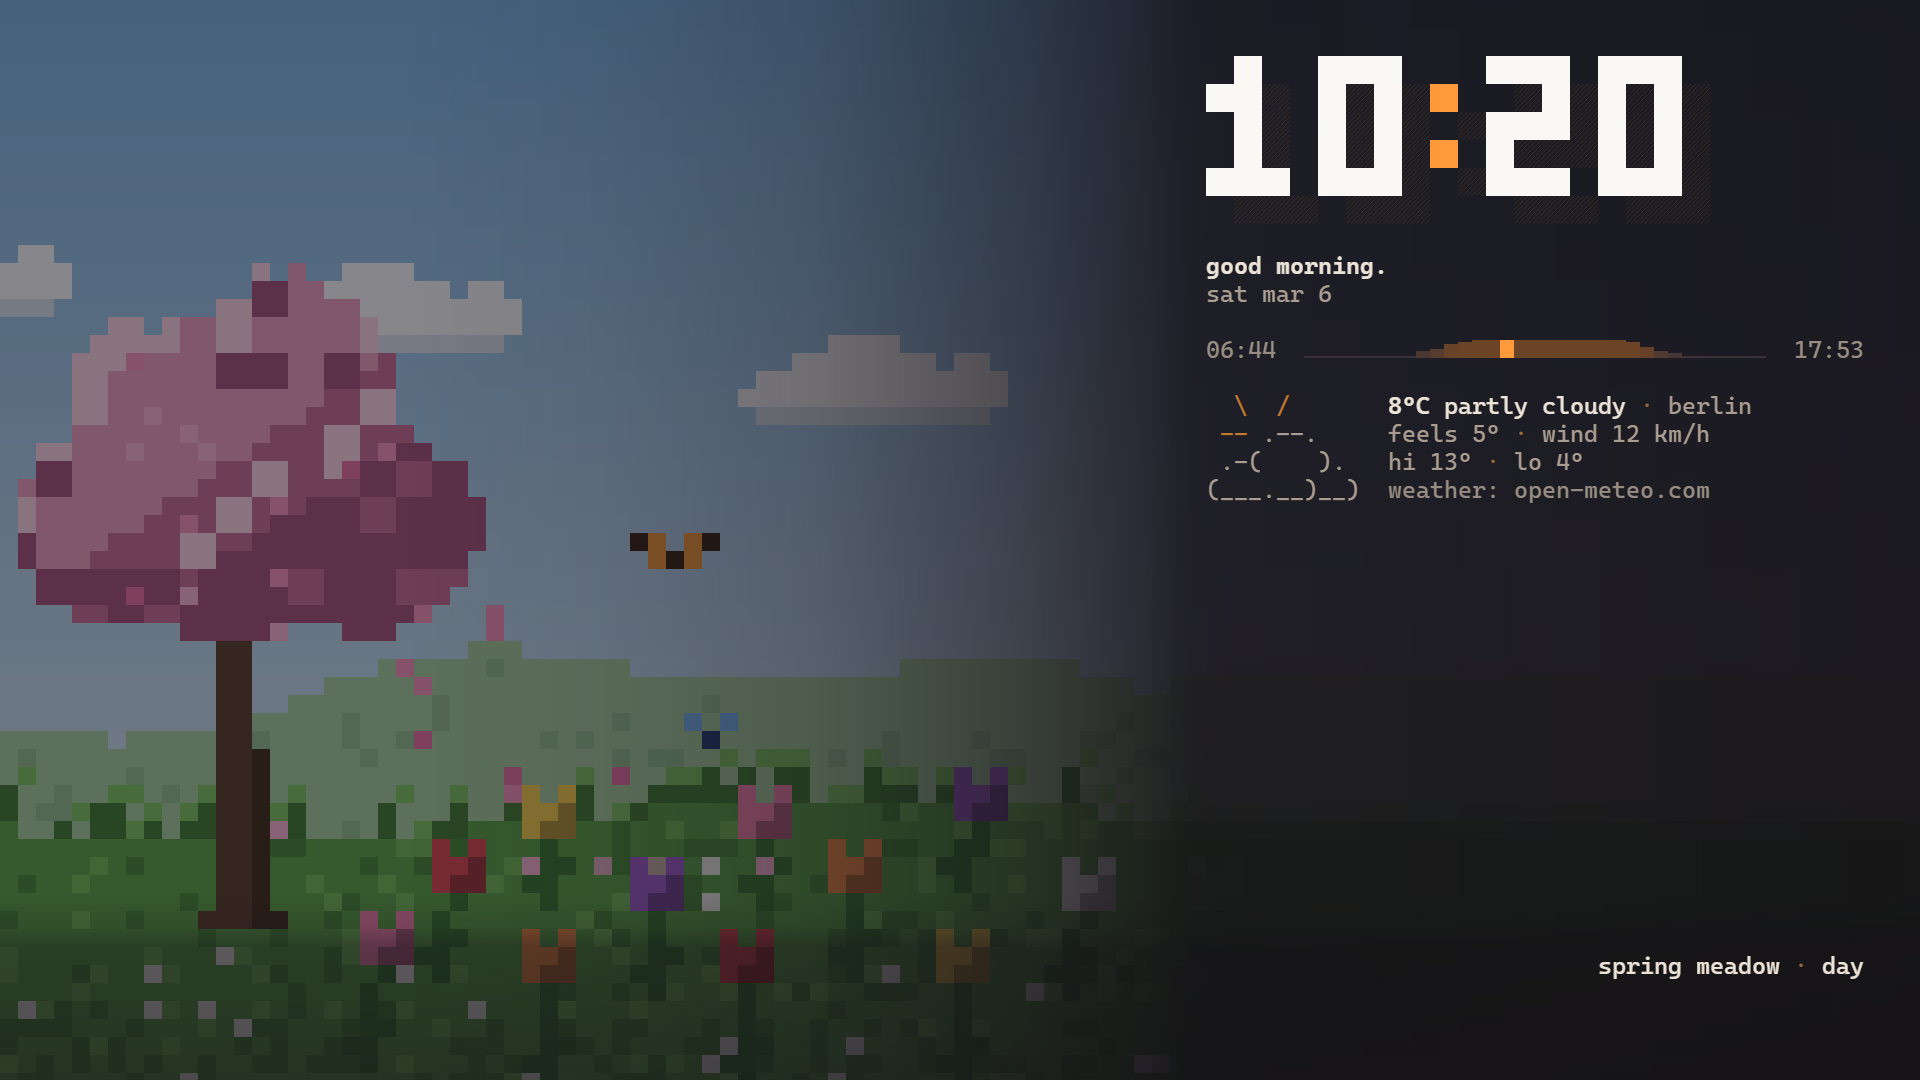 10:20
good morning.
sat mar 6
06:44 17:53
8°C partly cloudy · berlin
feels 5° · wind 12 km/h
hi 13° · lo 4°
weather: open-meteo.com
spring meadow · day